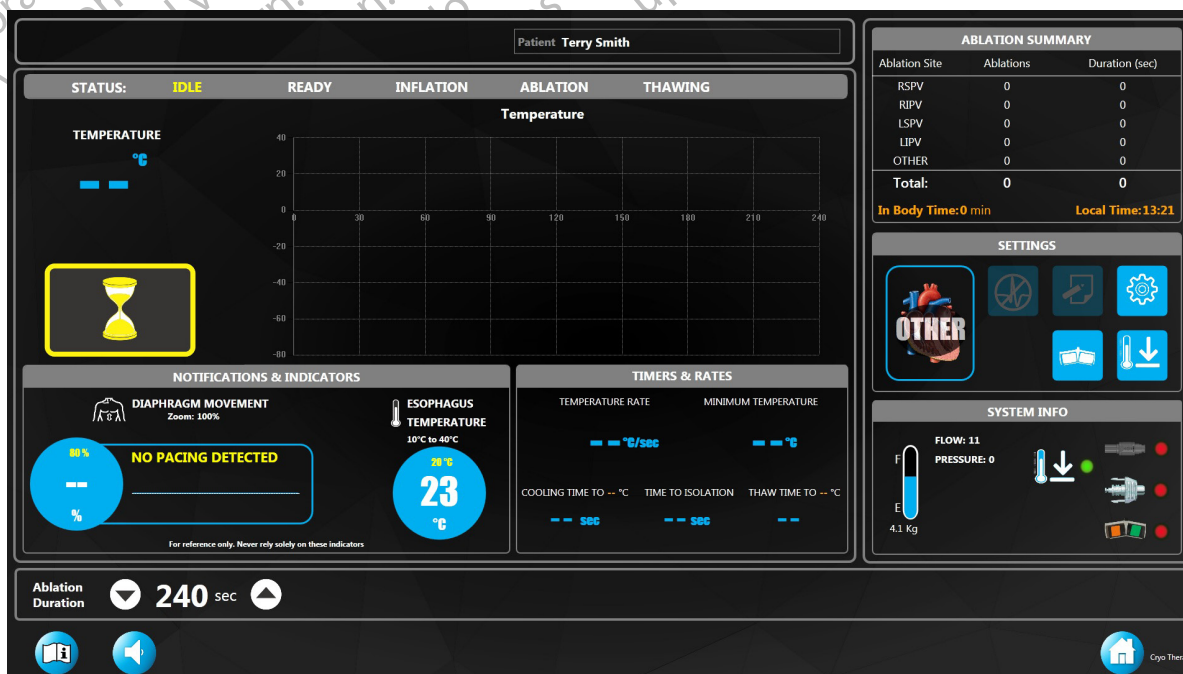 Patient Terry Smith
STATUS: IDLE READY INFLATION ABLATION THAWING
TEMPERATURE
°C
-- --
Temperature
40
20
0
0 30 60 90 120 150 180 210 240
-20
-40
-60
-80
NOTIFICATIONS & INDICATORS
DIAPHRAGM MOVEMENT
Zoom: 100%
80 %
--
%
NO PACING DETECTED
ESOPHAGUS
TEMPERATURE
10°C to 40°C
20 °C
23
°C
For reference only. Never rely solely on these indicators
TIMERS & RATES
TEMPERATURE RATE MINIMUM TEMPERATURE
-- °C/sec -- °C
COOLING TIME TO -- °C TIME TO ISOLATION THAW TIME TO -- °C
-- sec -- sec --
ABLATION SUMMARY
Ablation Site Ablations Duration (sec)
RSPV 0 0
RIPV 0 0
LSPV 0 0
LIPV 0 0
OTHER 0 0
Total: 0 0
In Body Time:0 min Local Time:13:21
SETTINGS
OTHER
SYSTEM INFO
F
E
4.1 Kg
FLOW: 11
PRESSURE: 0
Ablation
Duration
240 sec
i